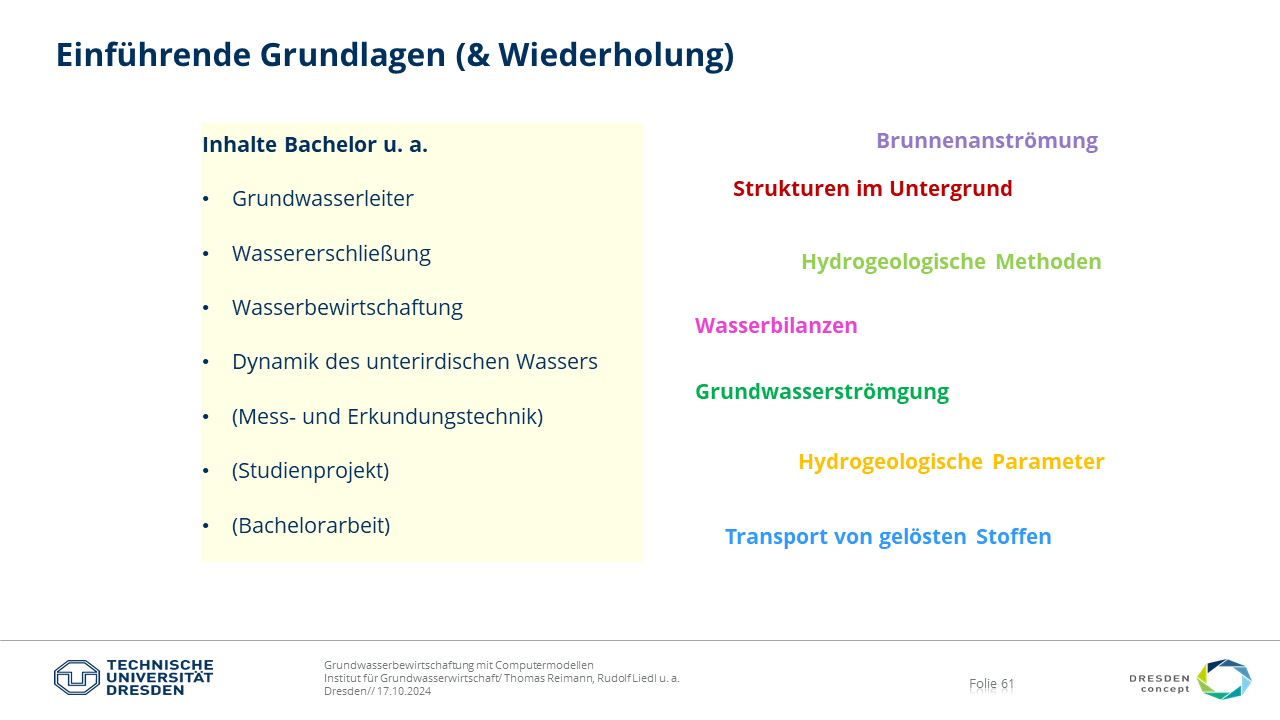 Einführende Grundlagen (& Wiederholung)
Inhalte Bachelor u. a.
• Grundwasserleiter
• Wassererschließung
• Wasserbewirtschaftung
• Dynamik des unterirdischen Wassers
• (Mess- und Erkundungstechnik)
• (Studienprojekt)
• (Bachelorarbeit)
Brunnenanströmung
Strukturen im Untergrund
Hydrogeologische Methoden
Wasserbilanzen
Grundwasserströmgung
Hydrogeologische Parameter
Transport von gelösten Stoffen
TECHNISCHE
UNIVERSITÄT
DRESDEN
Grundwasserbewirtschaftung mit Computermodellen
Institut für Grundwasserwirtschaft/ Thomas Reimann, Rudolf Liedl u. a.
Dresden// 17.10.2024
Folie 61
DRESDEN
concept